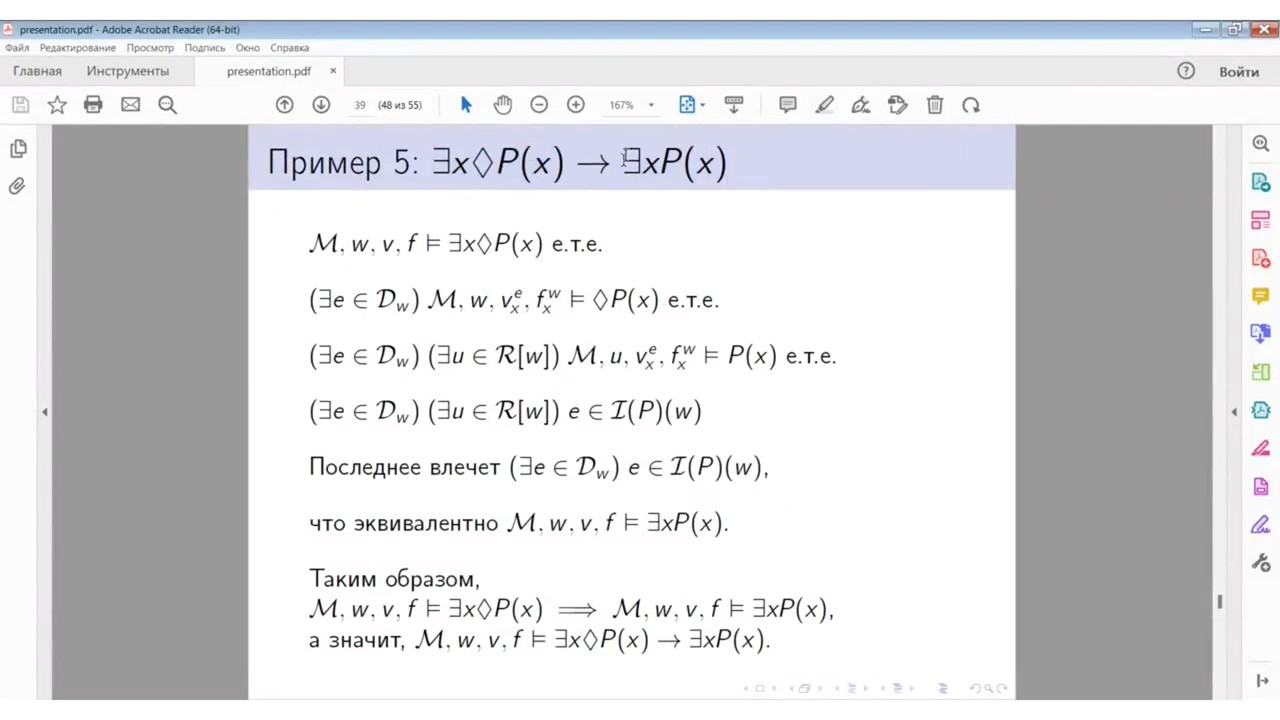 presentation.pdf - Adobe Acrobat Reader (64-bit)
Файл Редактирование Просмотр Подпись Окно Справка
Главная Инструменты presentation.pdf × Войти
39 (48 из 55) 167%
Пример 5: ∃x◊P(x) → ∃xP(x)
ℳ, w, v, f ⊨ ∃x◊P(x) е.т.е.
(∃e ∈ 𝒟_w) ℳ, w, v_x^e, f_x^w ⊨ ◊P(x) е.т.е.
(∃e ∈ 𝒟_w) (∃u ∈ ℛ[w]) ℳ, u, v_x^e, f_x^w ⊨ P(x) е.т.е.
(∃e ∈ 𝒟_w) (∃u ∈ ℛ[w]) e ∈ ℐ(P)(w)
Последнее влечет (∃e ∈ 𝒟_w) e ∈ ℐ(P)(w),
что эквивалентно ℳ, w, v, f ⊨ ∃xP(x).
Таким образом,
ℳ, w, v, f ⊨ ∃x◊P(x) ⟹ ℳ, w, v, f ⊨ ∃xP(x),
а значит, ℳ, w, v, f ⊨ ∃x◊P(x) → ∃xP(x).